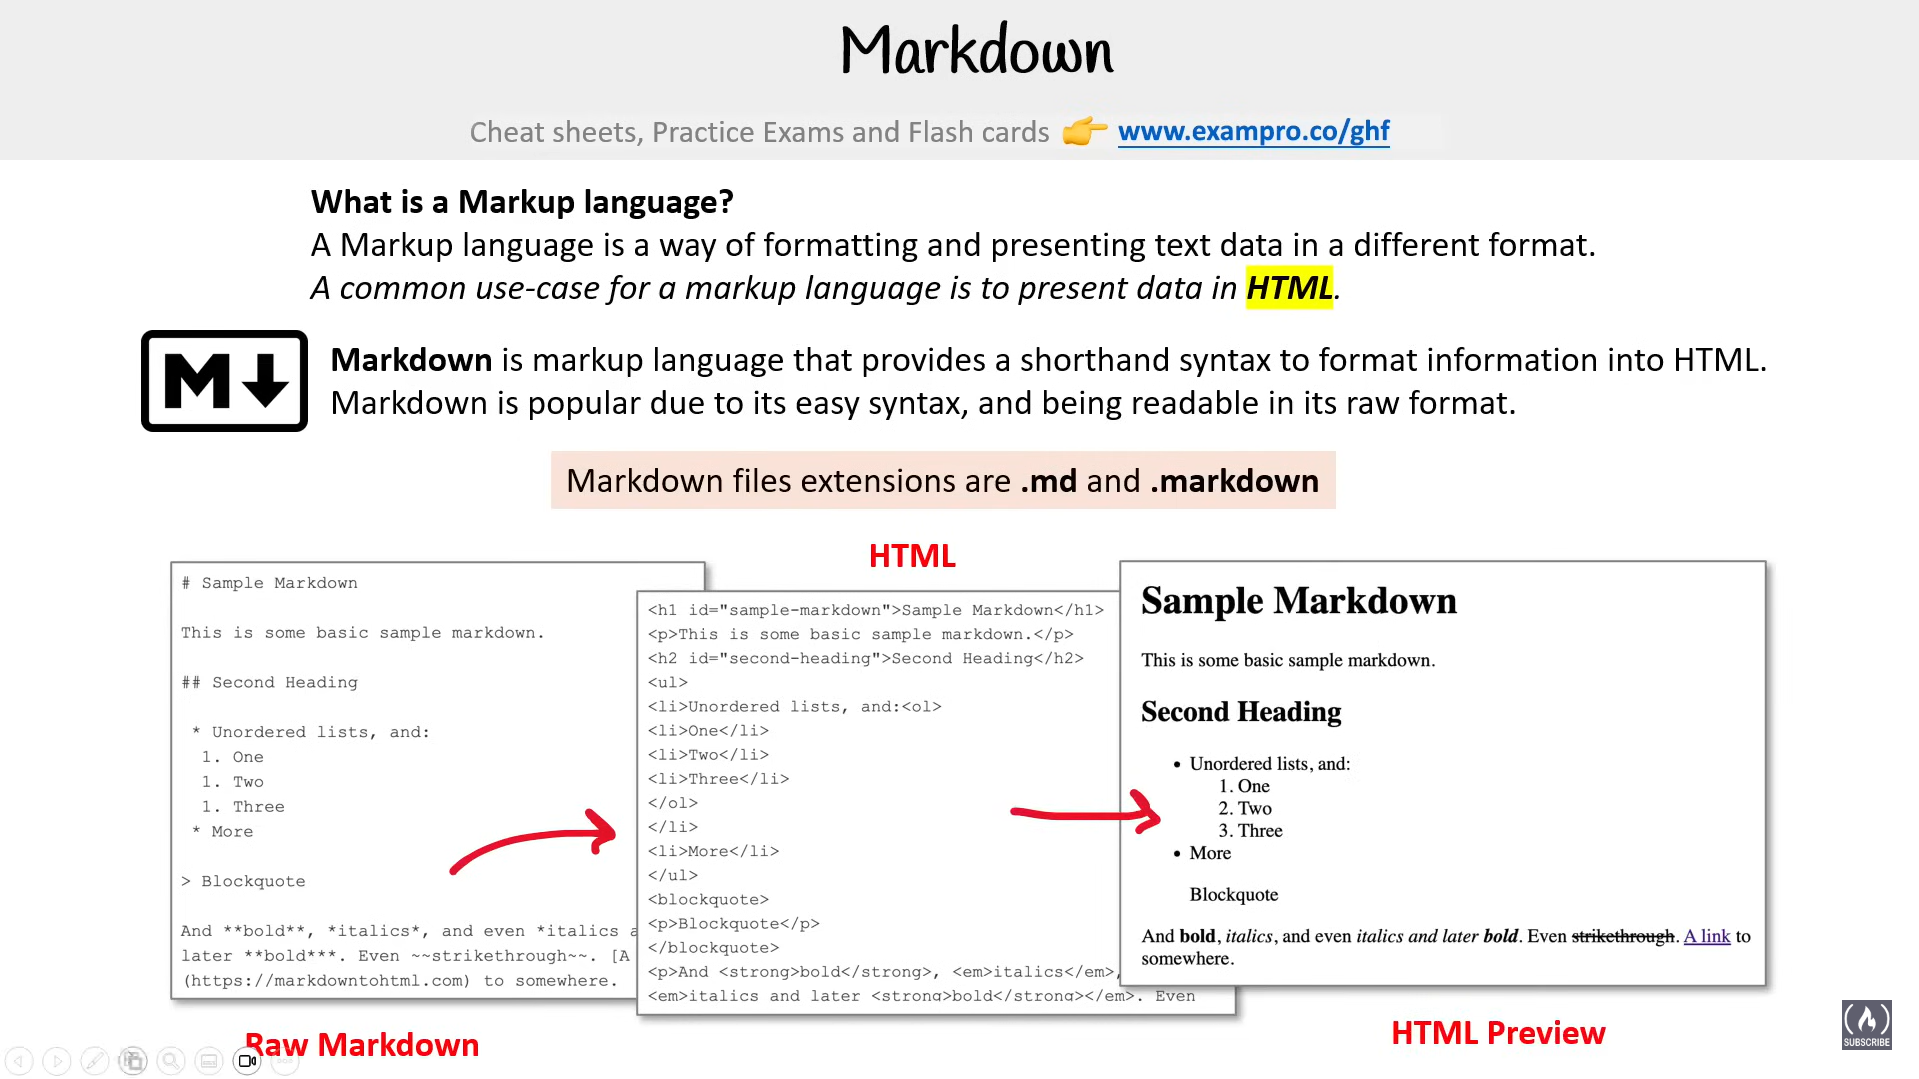 Markdown
Cheat sheets, Practice Exams and Flash cards 👉 www.exampro.co/ghf
What is a Markup language?
A Markup language is a way of formatting and presenting text data in a different format.
A common use-case for a markup language is to present data in HTML.
M
Markdown is markup language that provides a shorthand syntax to format information into HTML.
Markdown is popular due to its easy syntax, and being readable in its raw format.
Markdown files extensions are .md and .markdown
# Sample Markdown
This is some basic sample markdown.
## Second Heading
* Unordered lists, and:
1. One
1. Two
1. Three
* More
> Blockquote
And **bold**, *italics*, and even *italics a
later **bold***. Even ~~strikethrough~~. [A
(https://markdowntohtml.com) to somewhere.
Raw Markdown
HTML
<h1 id="sample-markdown">Sample Markdown</h1>
<p>This is some basic sample markdown.</p>
<h2 id="second-heading">Second Heading</h2>
<ul>
<li>Unordered lists, and:<ol>
<li>One</li>
<li>Two</li>
<li>Three</li>
</ol>
</li>
<li>More</li>
</ul>
<blockquote>
<p>Blockquote</p>
</blockquote>
<p>And <strong>bold</strong>, <em>italics</em>,
<em>italics and later <strong>bold</strong></em>. Even
Sample Markdown
This is some basic sample markdown.
Second Heading
• Unordered lists, and:
1. One
2. Two
3. Three
• More
Blockquote
And bold, italics, and even italics and later bold. Even strikethrough. A link to
somewhere.
HTML Preview
SUBSCRIBE